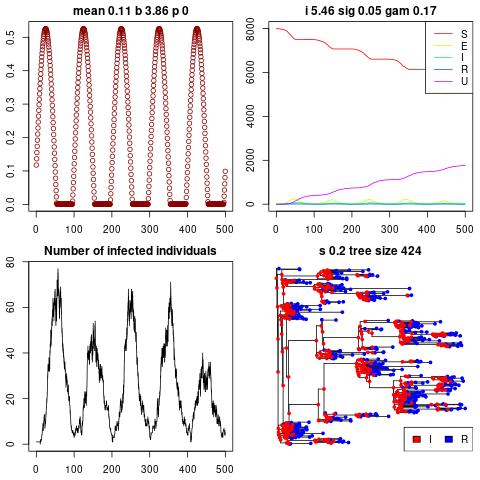 mean 0.11 b 3.86 p 0
0.5
0.4
0.3
0.2
0.1
0.0
0 100 200 300 400 500
i 5.46 sig 0.05 gam 0.17
8000
6000
4000
2000
0
0 100 200 300 400 500
S
E
I
R
U
Number of infected individuals
80
60
40
20
0
0 100 200 300 400 500
s 0.2 tree size 424
I R